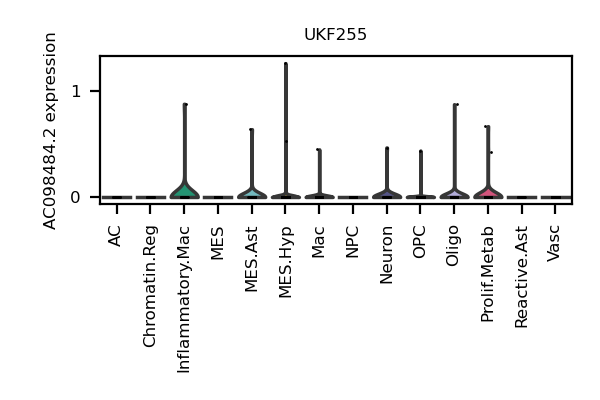 UKF255
AC098484.2 expression
1
0
AC
Chromatin.Reg
Inflammatory.Mac
MES
MES.Ast
MES.Hyp
Mac
NPC
Neuron
OPC
Oligo
Prolif.Metab
Reactive.Ast
Vasc